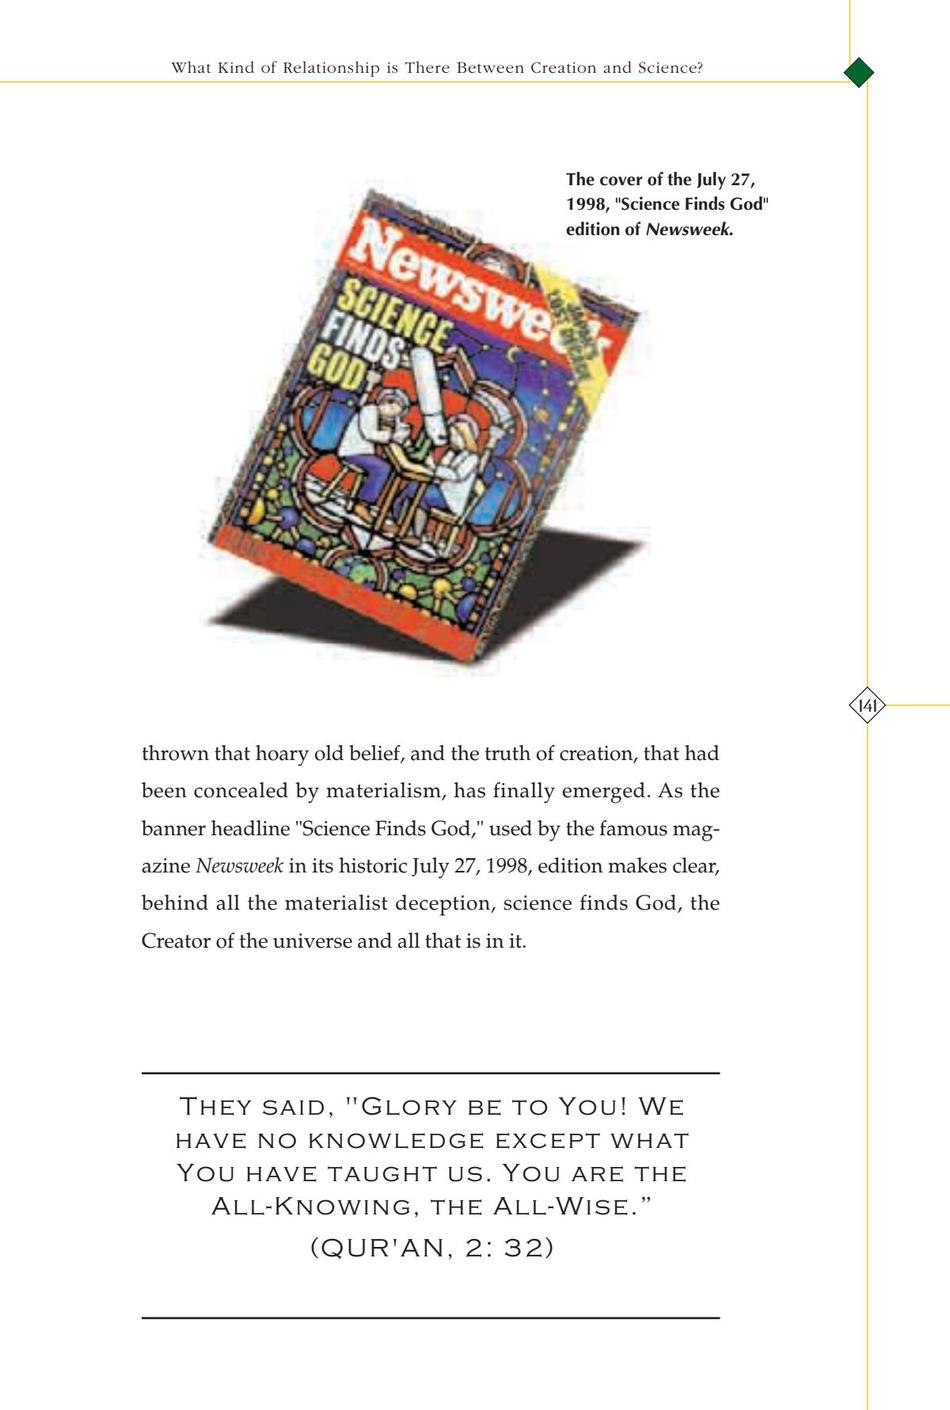 What Kind of Relationship is There Between Creation and Science?
The cover of the July 27,
1998, "Science Finds God"
edition of Newsweek.
Newsweek
SCIENCE
FINDS
GOD
141
thrown that hoary old belief, and the truth of creation, that had
been concealed by materialism, has finally emerged. As the
banner headline "Science Finds God," used by the famous mag-
azine Newsweek in its historic July 27, 1998, edition makes clear,
behind all the materialist deception, science finds God, the
Creator of the universe and all that is in it.
THEY SAID, "GLORY BE TO YOU! WE
HAVE NO KNOWLEDGE EXCEPT WHAT
YOU HAVE TAUGHT US. YOU ARE THE
ALL-KNOWING, THE ALL-WISE.”
(QUR'AN, 2: 32)